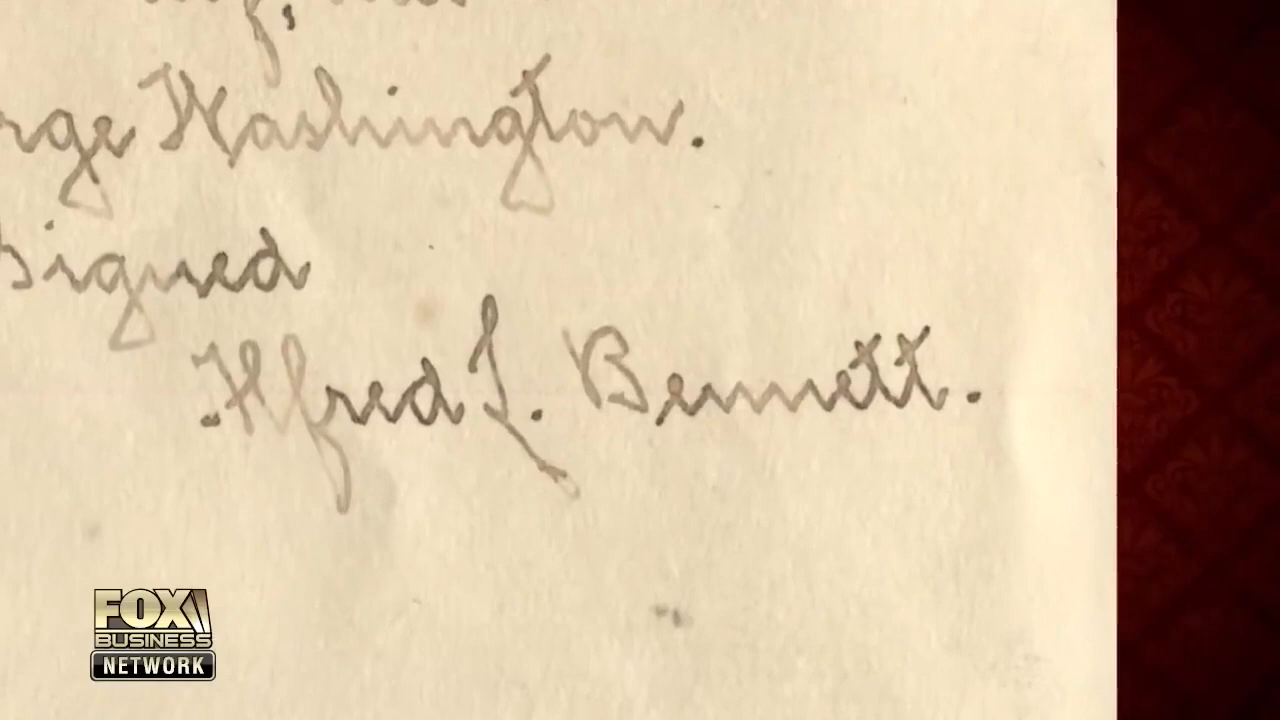 rge Washington.
Signed
Alfred L. Bennett.
FOX
BUSINESS
NETWORK